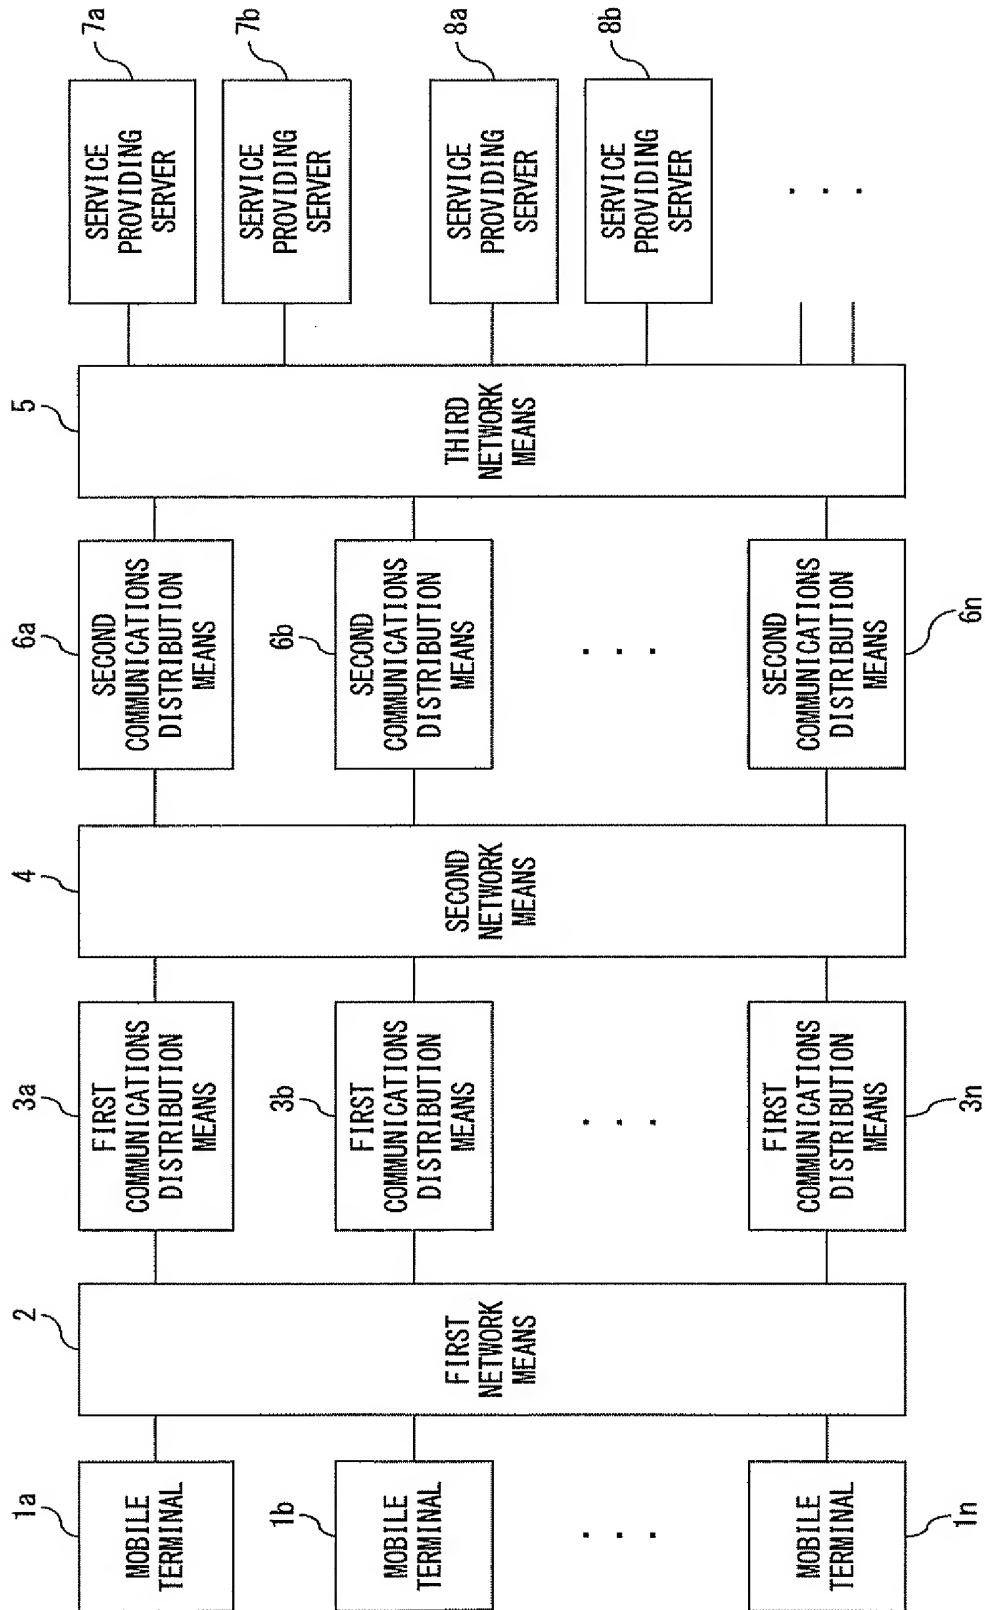 1a
MOBILE
TERMINAL
1b
MOBILE
TERMINAL
. . .
MOBILE
TERMINAL
1n
2
FIRST
NETWORK
MEANS
3a
FIRST
COMMUNICATIONS
DISTRIBUTION
MEANS
3b
FIRST
COMMUNICATIONS
DISTRIBUTION
MEANS
. . .
FIRST
COMMUNICATIONS
DISTRIBUTION
MEANS
3n
4
SECOND
NETWORK
MEANS
6a
SECOND
COMMUNICATIONS
DISTRIBUTION
MEANS
6b
SECOND
COMMUNICATIONS
DISTRIBUTION
MEANS
. . .
SECOND
COMMUNICATIONS
DISTRIBUTION
MEANS
6n
5
THIRD
NETWORK
MEANS
7a
SERVICE
PROVIDING
SERVER
7b
SERVICE
PROVIDING
SERVER
8a
SERVICE
PROVIDING
SERVER
8b
SERVICE
PROVIDING
SERVER
. . .